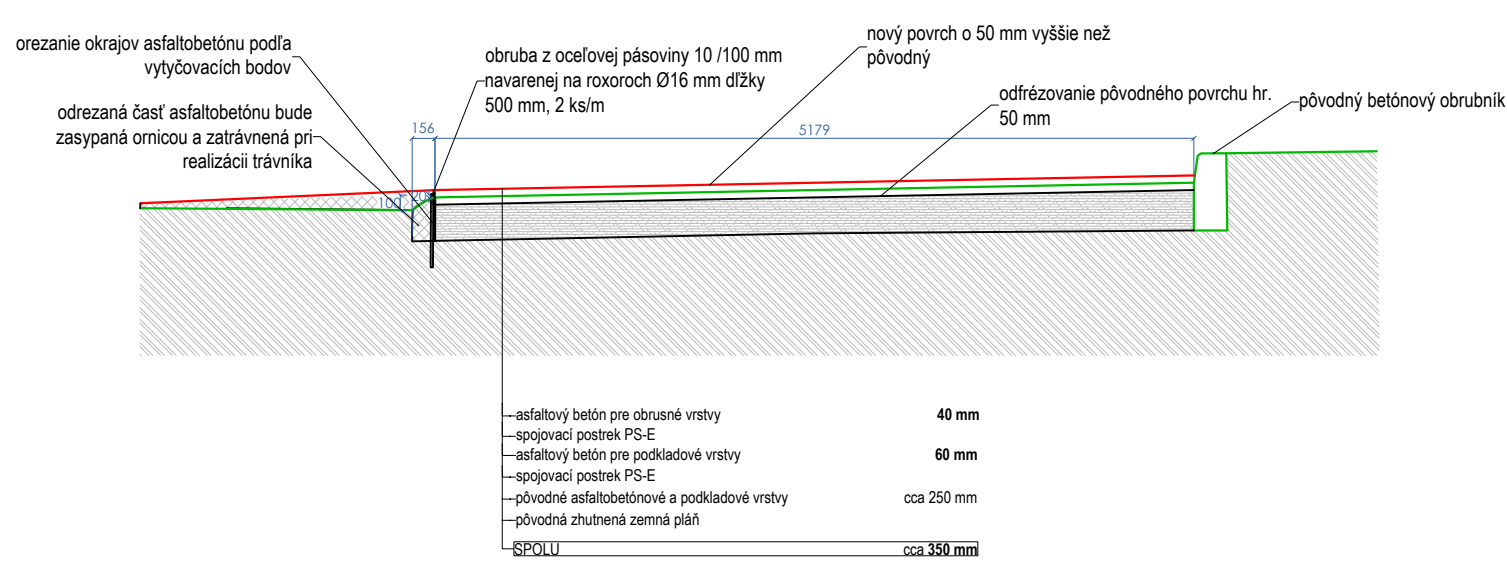 orezanie okrajov asfaltobetónu podľa
vytyčovacích bodov
odrezaná časť asfaltobetónu bude
zasypaná ornicou a zatrávnená pri
realizácii trávníka
obruba z oceľovej pásoviny 10 /100 mm
navarenej na roxoroch Ø16 mm dľžky
500 mm, 2 ks/m
nový povrch o 50 mm vyššie než
pôvodný
odfrézovanie pôvodného povrchu hr.
50 mm
pôvodný betónový obrubník
156
5179
100
20
asfaltový betón pre obrusné vrstvy 40 mm
spojovací postrek PS-E
asfaltový betón pre podkladové vrstvy 60 mm
spojovací postrek PS-E
pôvodné asfaltobetónové a podkladové vrstvy cca 250 mm
pôvodná zhutnená zemná pláň
SPOLU cca 350 mm